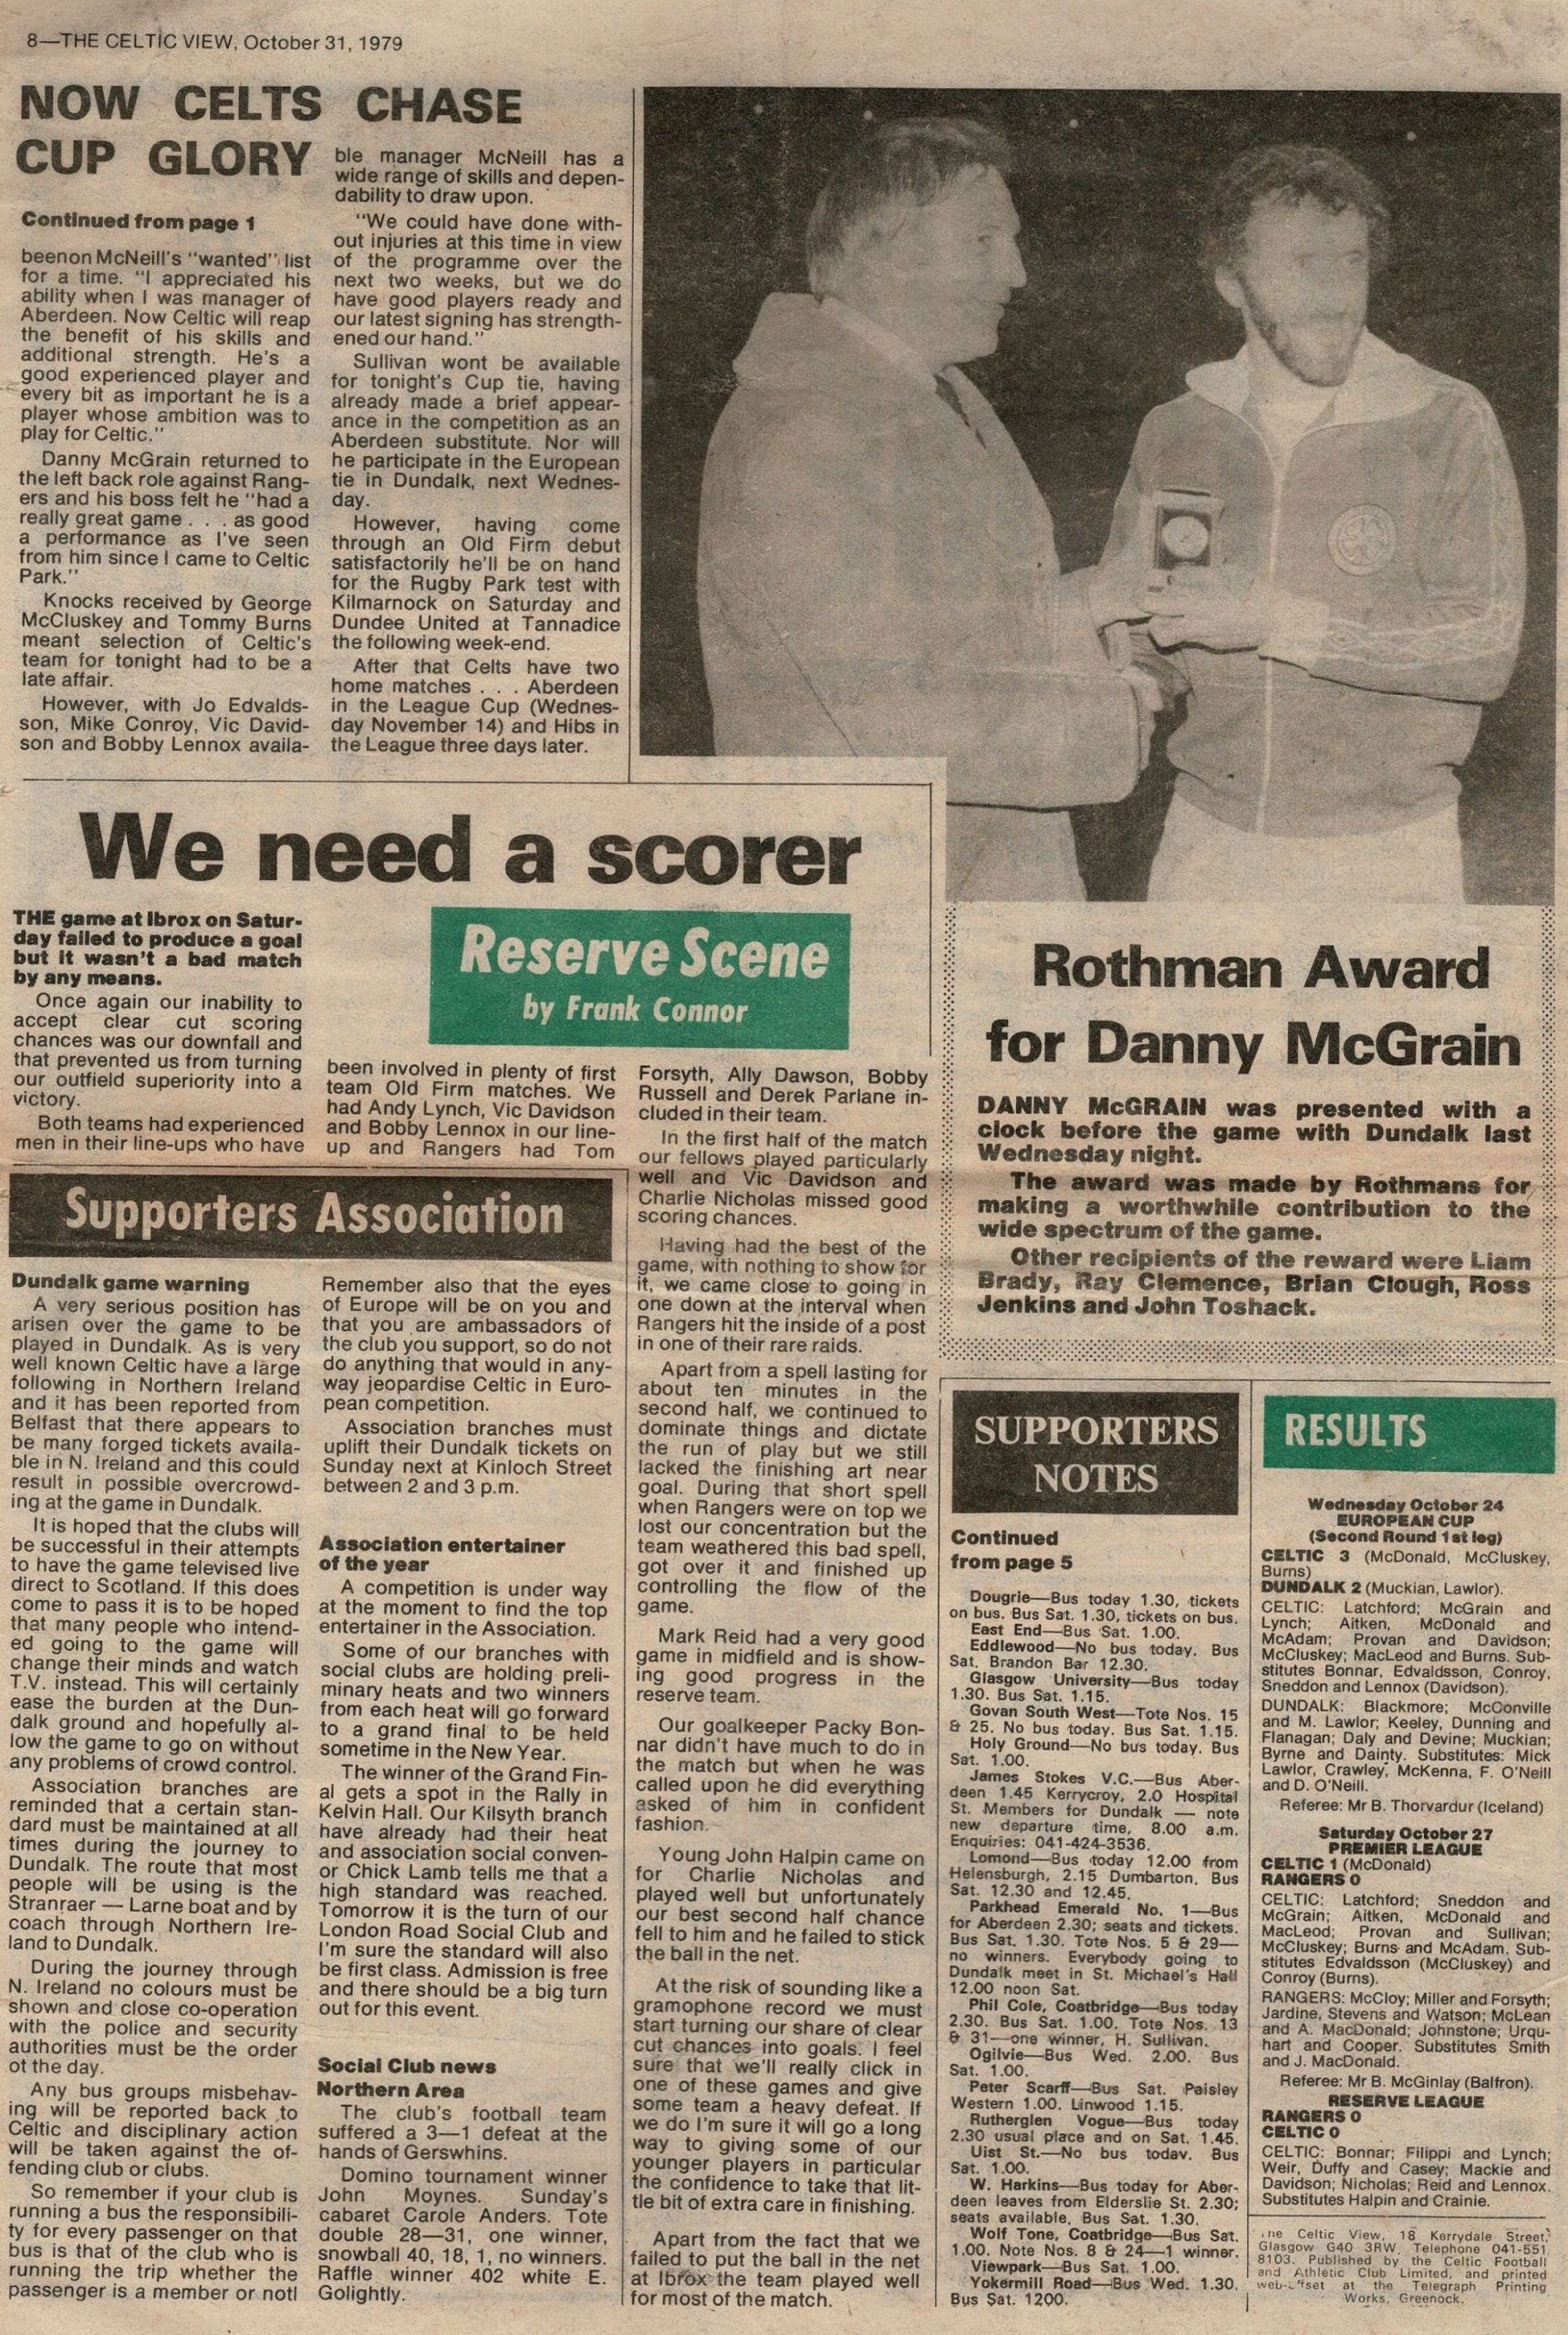 8—THE CELTIC VIEW, October 31, 1979
NOW CELTS CHASE
CUP GLORY
Continued from page 1
beenon McNeill's "wanted" list
for a time. "I appreciated his
ability when I was manager of
Aberdeen. Now Celtic will reap
the benefit of his skills and
additional strength. He's a
good experienced player and
every bit as important he is a
player whose ambition was to
play for Celtic."
Danny McGrain returned to
the left back role against Rang-
ers and his boss felt he "had a
really great game . . . as good
a performance as I've seen
from him since I came to Celtic
Park."
Knocks received by George
McCluskey and Tommy Burns
meant selection of Celtic's
team for tonight had to be a
late affair.
However, with Jo Edvalds-
son, Mike Conroy, Vic David-
son and Bobby Lennox availa-
ble manager McNeill has a
wide range of skills and depen-
dability to draw upon.
"We could have done with-
out injuries at this time in view
of the programme over the
next two weeks, but we do
have good players ready and
our latest signing has strength-
ened our hand."
Sullivan wont be available
for tonight's Cup tie, having
already made a brief appear-
ance in the competition as an
Aberdeen substitute. Nor will
he participate in the European
tie in Dundalk, next Wednes-
day.
However, having come
through an Old Firm debut
satisfactorily he'll be on hand
for the Rugby Park test with
Kilmarnock on Saturday and
Dundee United at Tannadice
the following week-end.
After that Celts have two
home matches . . . Aberdeen
in the League Cup (Wednes-
day November 14) and Hibs in
the League three days later.
We need a scorer
Reserve Scene
by Frank Connor
THE game at Ibrox on Satur-
day failed to produce a goal
but it wasn't a bad match
by any means.
Once again our inability to
accept clear cut scoring
chances was our downfall and
that prevented us from turning
our outfield superiority into a
victory.
Both teams had experienced
men in their line-ups who have
been involved in plenty of first
team Old Firm matches. We
had Andy Lynch, Vic Davidson
and Bobby Lennox in our line-
up and Rangers had Tom
Forsyth, Ally Dawson, Bobby
Russell and Derek Parlane in-
cluded in their team.
In the first half of the match
our fellows played particularly
well and Vic Davidson and
Charlie Nicholas missed good
scoring chances.
Having had the best of the
game, with nothing to show for
it, we came close to going in
one down at the interval when
Rangers hit the inside of a post
in one of their rare raids.
Apart from a spell lasting for
about ten minutes in the
second half, we continued to
dominate things and dictate
the run of play but we still
lacked the finishing art near
goal. During that short spell
when Rangers were on top we
lost our concentration but the
team weathered this bad spell,
got over it and finished up
controlling the flow of the
game.
Mark Reid had a very good
game in midfield and is show-
ing good progress in the
reserve team.
Our goalkeeper Packy Bon-
nar didn't have much to do in
the match but when he was
called upon he did everything
asked of him in confident
fashion.
Young John Halpin came on
for Charlie Nicholas and
played well but unfortunately
our best second half chance
fell to him and he failed to stick
the ball in the net.
At the risk of sounding like a
gramophone record we must
start turning our share of clear
cut chances into goals. I feel
sure that we'll really click in
one of these games and give
some team a heavy defeat. If
we do I'm sure it will go a long
way to giving some of our
younger players in particular
the confidence to take that lit-
tle bit of extra care in finishing.
Apart from the fact that we
failed to put the ball in the net
at Ibrox the team played well
for most of the match.
Rothman Award
for Danny McGrain
DANNY McGRAIN was presented with a
clock before the game with Dundalk last
Wednesday night.
The award was made by Rothmans for
making a worthwhile contribution to the
wide spectrum of the game.
Other recipients of the reward were Liam
Brady, Ray Clemence, Brian Clough, Ross
Jenkins and John Toshack.
Supporters Association
Dundalk game warning
A very serious position has
arisen over the game to be
played in Dundalk. As is very
well known Celtic have a large
following in Northern Ireland
and it has been reported from
Belfast that there appears to
be many forged tickets availa-
ble in N. Ireland and this could
result in possible overcrowd-
ing at the game in Dundalk.
It is hoped that the clubs will
be successful in their attempts
to have the game televised live
direct to Scotland. If this does
come to pass it is to be hoped
that many people who intend-
ed going to the game will
change their minds and watch
T.V. instead. This will certainly
ease the burden at the Dun-
dalk ground and hopefully al-
low the game to go on without
any problems of crowd control.
Association branches are
reminded that a certain stan-
dard must be maintained at all
times during the journey to
Dundalk. The route that most
people will be using is the
Stranraer — Larne boat and by
coach through Northern Ire-
land to Dundalk.
During the journey through
N. Ireland no colours must be
shown and close co-operation
with the police and security
authorities must be the order
ot the day.
Any bus groups misbehav-
ing will be reported back to
Celtic and disciplinary action
will be taken against the of-
fending club or clubs.
So remember if your club is
running a bus the responsibili-
ty for every passenger on that
bus is that of the club who is
running the trip whether the
passenger is a member or notl
Remember also that the eyes
of Europe will be on you and
that you are ambassadors of
the club you support, so do not
do anything that would in any-
way jeopardise Celtic in Euro-
pean competition.
Association branches must
uplift their Dundalk tickets on
Sunday next at Kinloch Street
between 2 and 3 p.m.
Association entertainer
of the year
A competition is under way
at the moment to find the top
entertainer in the Association.
Some of our branches with
social clubs are holding preli-
minary heats and two winners
from each heat will go forward
to a grand final to be held
sometime in the New Year.
The winner of the Grand Fin-
al gets a spot in the Rally in
Kelvin Hall. Our Kilsyth branch
have already had their heat
and association social conven-
or Chick Lamb tells me that a
high standard was reached.
Tomorrow it is the turn of our
London Road Social Club and
I'm sure the standard will also
be first class. Admission is free
and there should be a big turn
out for this event.
Social Club news
Northern Area
The club's football team
suffered a 3—1 defeat at the
hands of Gerswhins.
Domino tournament winner
John Moynes. Sunday's
cabaret Carole Anders. Tote
double 28—31, one winner,
snowball 40, 18, 1, no winners.
Raffle winner 402 white E.
Golightly.
SUPPORTERS
NOTES
Continued
from page 5
Dougrie—Bus today 1.30, tickets
on bus. Bus Sat. 1.30, tickets on bus.
East End—Bus Sat. 1.00.
Eddlewood—No bus today. Bus
Sat. Brandon Bar 12.30.
Glasgow University—Bus today
1.30. Bus Sat. 1.15.
Govan South West—Tote Nos. 15
& 25. No bus today. Bus Sat. 1.15.
Holy Ground—No bus today. Bus
Sat. 1.00.
James Stokes V.C.—Bus Aber-
deen 1.45 Kerrycroy, 2.0 Hospital
St. Members for Dundalk — note
new departure time, 8.00 a.m.
Enquiries: 041-424-3536.
Lomond—Bus today 12.00 from
Helensburgh, 2.15 Dumbarton. Bus
Sat. 12.30 and 12.45.
Parkhead Emerald No. 1—Bus
for Aberdeen 2.30; seats and tickets.
Bus Sat. 1.30. Tote Nos. 5 & 29—
no winners. Everybody going to
Dundalk meet in St. Michael's Hall
12.00 noon Sat.
Phil Cole, Coatbridge—Bus today
2.30. Bus Sat. 1.00. Tote Nos. 13
& 31—one winner, H. Sullivan.
Ogilvie—Bus Wed. 2.00. Bus
Sat. 1.00.
Peter Scarff—Bus Sat. Paisley
Western 1.00. Linwood 1.15.
Rutherglen Vogue—Bus today
2.30 usual place and on Sat. 1.45.
Uist St.—No bus today. Bus
Sat. 1.00.
W. Harkins—Bus today for Aber-
deen leaves from Elderslie St. 2.30;
seats available, Bus Sat. 1.30.
Wolf Tone, Coatbridge—Bus Sat.
1.00. Note Nos. 8 & 24—1 winner.
Viewpark—Bus Sat. 1.00.
Yokermill Road—Bus Wed. 1.30.
Bus Sat. 1200.
RESULTS
Wednesday October 24
EUROPEAN CUP
(Second Round 1st leg)
CELTIC 3 (McDonald, McCluskey,
Burns)
DUNDALK 2 (Muckian, Lawlor).
CELTIC: Latchford; McGrain and
Lynch; Aitken, McDonald and
McAdam; Provan and Davidson;
McCluskey; MacLeod and Burns. Sub-
stitutes Bonnar, Edvaldsson, Conroy,
Sneddon and Lennox (Davidson).
DUNDALK: Blackmore; McConville
and M. Lawlor; Keeley, Dunning and
Flanagan; Daly and Devine; Muckian;
Byrne and Dainty. Substitutes: Mick
Lawlor, Crawley, McKenna, F. O'Neill
and D. O'Neill.
Referee: Mr B. Thorvardur (Iceland)
Saturday October 27
PREMIER LEAGUE
CELTIC 1 (McDonald)
RANGERS 0
CELTIC: Latchford; Sneddon and
McGrain; Aitken, McDonald and
MacLeod; Provan and Sullivan;
McCluskey; Burns and McAdam. Sub-
stitutes Edvaldsson (McCluskey) and
Conroy (Burns).
RANGERS: McCloy; Miller and Forsyth;
Jardine, Stevens and Watson; McLean
and A. MacDonald; Johnstone; Urqu-
hart and Cooper. Substitutes Smith
and J. MacDonald.
Referee: Mr B. McGinlay (Balfron).
RESERVE LEAGUE
RANGERS 0
CELTIC 0
CELTIC: Bonnar; Filippi and Lynch;
Weir, Duffy and Casey; Mackie and
Davidson; Nicholas; Reid and Lennox.
Substitutes Halpin and Crainie.
The Celtic View, 18 Kerrydale Street,
Glasgow G40 3RW. Telephone 041-551
8103. Published by the Celtic Football
and Athletic Club Limited, and printed
web-offset at the Telegraph Printing
Works, Greenock.